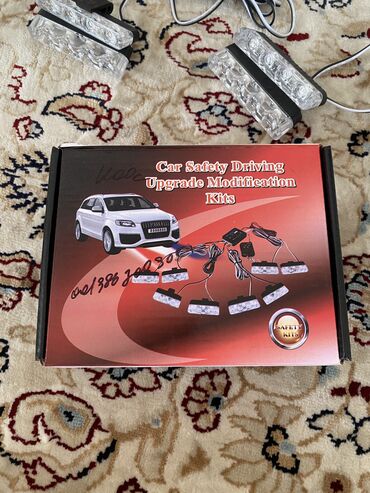 Car Safety Driving
Upgrade Modification
Kits
SAFETY
KITS